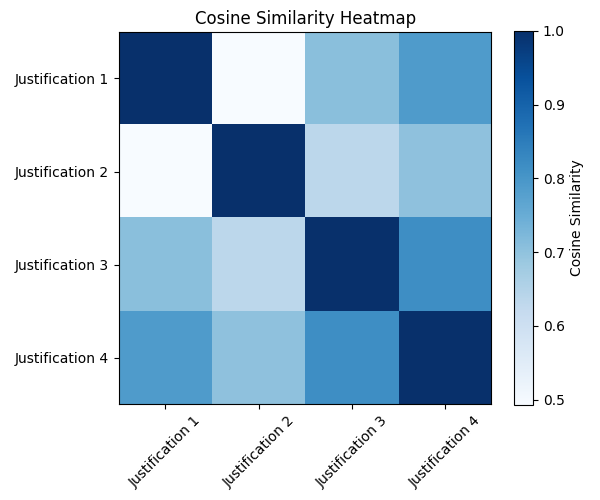 Cosine Similarity Heatmap
Justification 1
Justification 2
Justification 3
Justification 4
Justification 1
Justification 2
Justification 3
Justification 4
1.0
0.9
0.8
0.7
0.6
0.5
Cosine Similarity